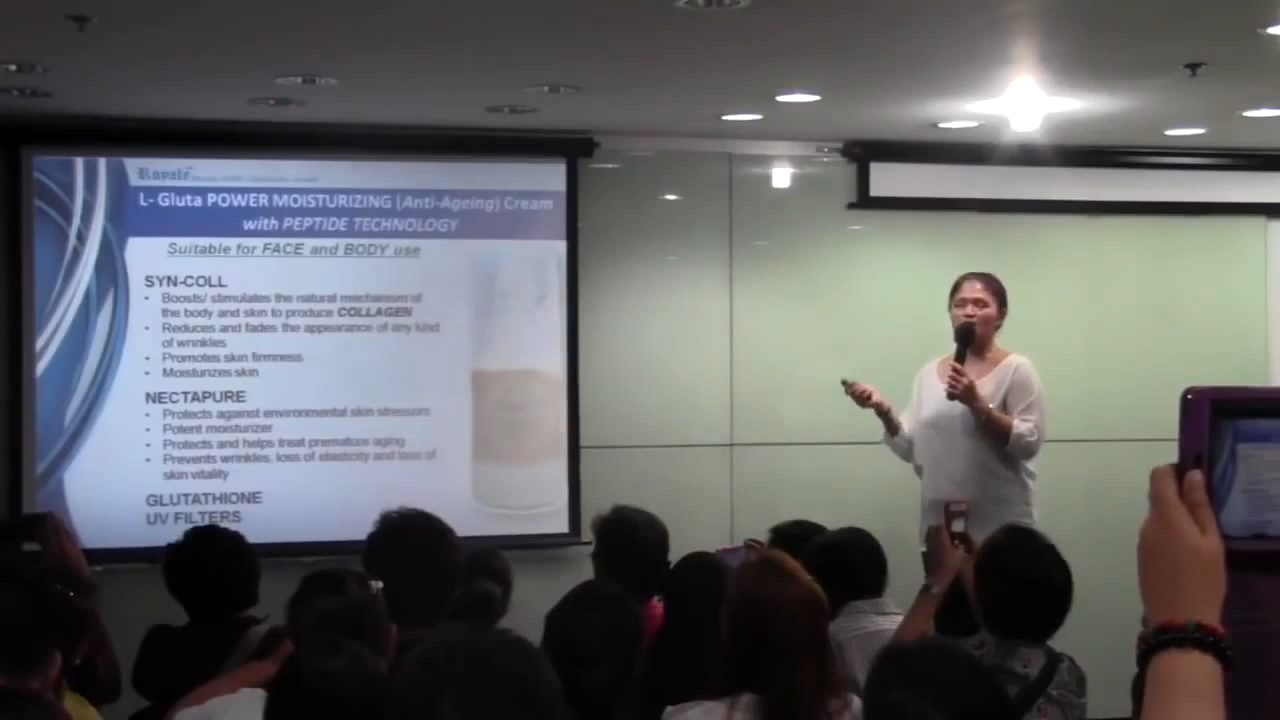 Royale
L- Gluta POWER MOISTURIZING (Anti-Ageing) Cream
with PEPTIDE TECHNOLOGY
Suitable for FACE and BODY use
SYN-COLL
• Boosts/ stimulates the natural mechanism of
the body and skin to produce COLLAGEN
• Reduces and fades the appearance of any kind
of wrinkles
• Promotes skin firmness
• Moisturizes skin
NECTAPURE
• Protects against environmental skin stressors
• Potent moisturizer
• Protects and helps treat premature aging
• Prevents wrinkles, loss of elasticity and loss of
skin vitality
GLUTATHIONE
UV FILTERS